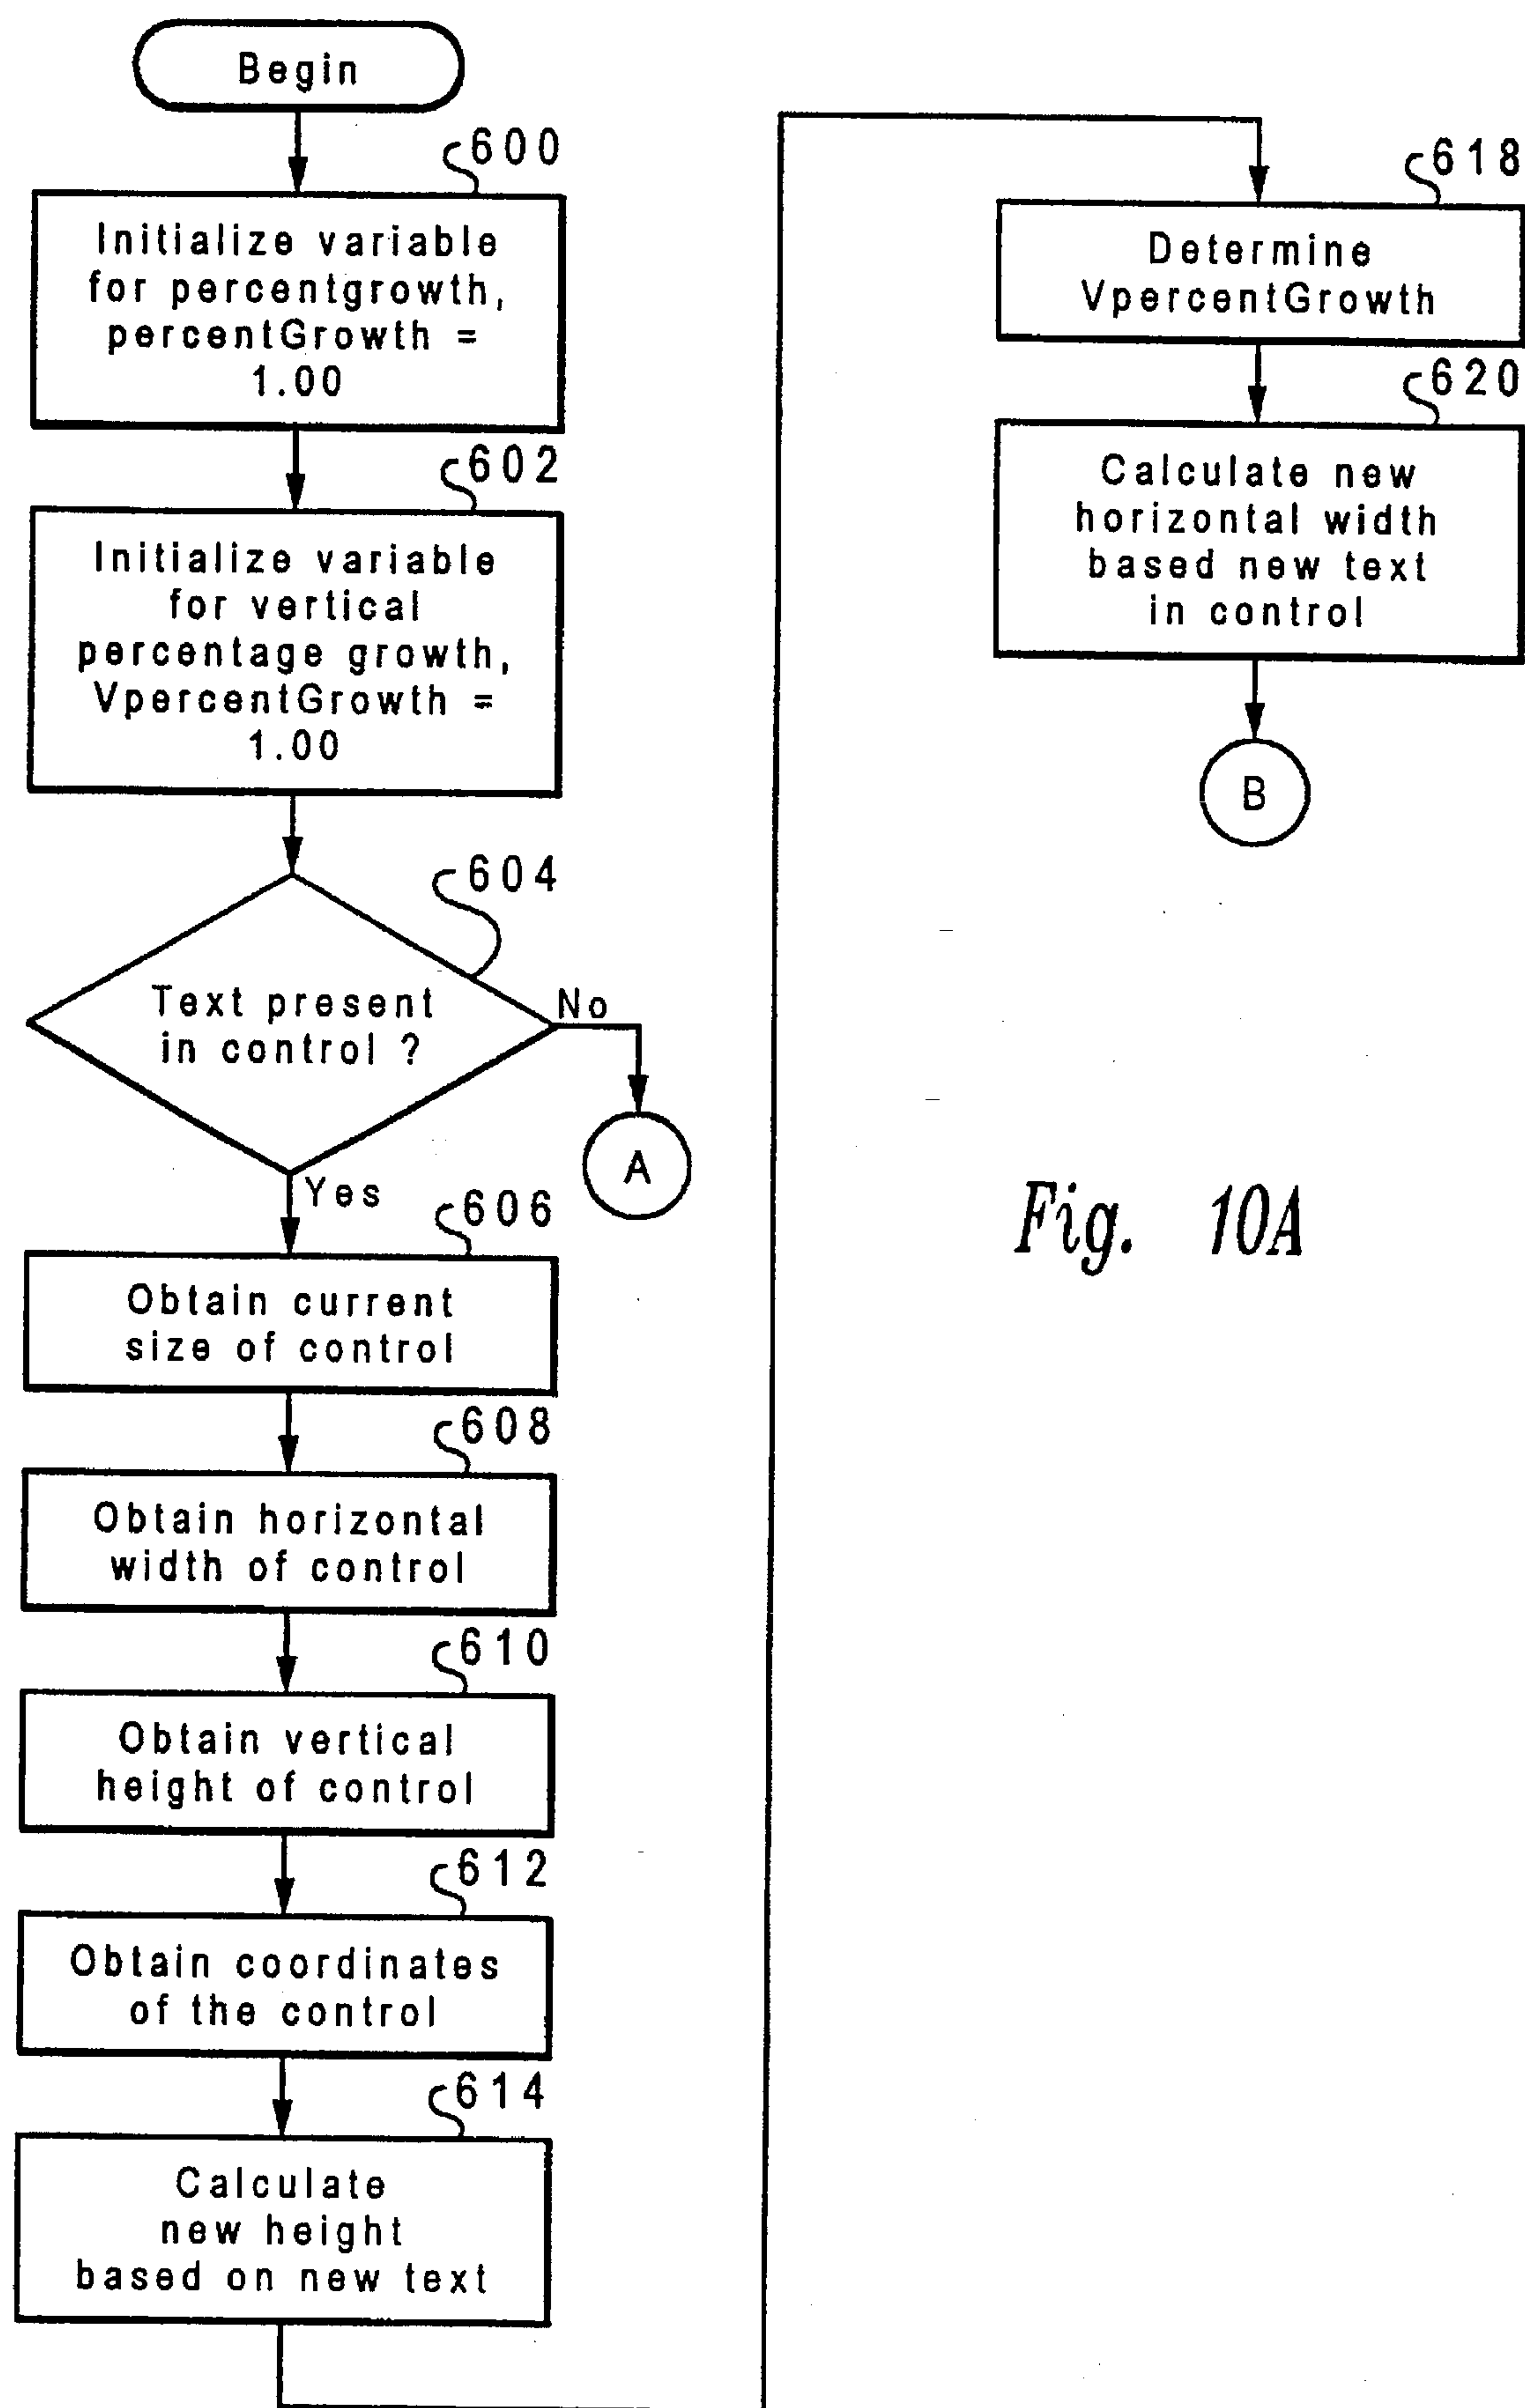 Begin
600
Initialize variable
for percentgrowth,
percentGrowth =
1.00
602
Initialize variable
for vertical
percentage growth,
VpercentGrowth =
1.00
604
Text present
in control ?
No
A
Yes
606
Obtain current
size of control
608
Obtain horizontal
width of control
610
Obtain vertical
height of control
612
Obtain coordinates
of the control
614
Calculate
new height
based on new text
618
Determine
VpercentGrowth
620
Calculate new
horizontal width
based new text
in control
B
Fig. 10A